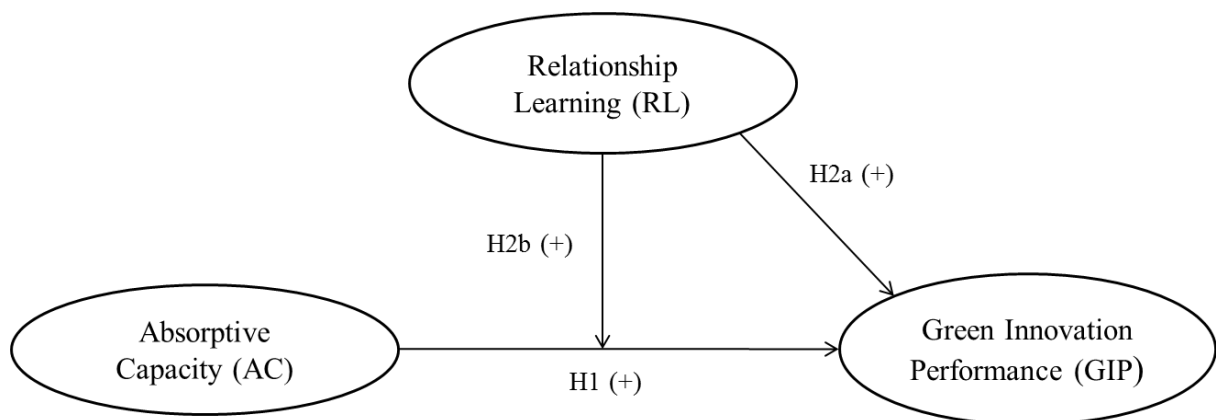 Relationship
Learning (RL)
H2a (+)
H2b (+)
Absorptive
Capacity (AC)
H1 (+)
Green Innovation
Performance (GIP)